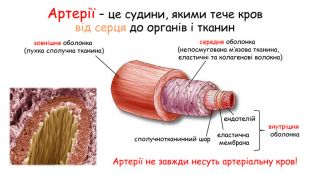 Артерії – це судини, якими тече кров
від серця до органів і тканин
зовнішня оболонка
(пухка сполучна тканина)
середня оболонка
(непосмугована м'язова тканина,
еластичні та колагенові волокна)
ендотелій
еластична
мембрана
внутрішня
оболонка
сполучнотканинний шар
Артерії не завжди несуть артеріальну кров!